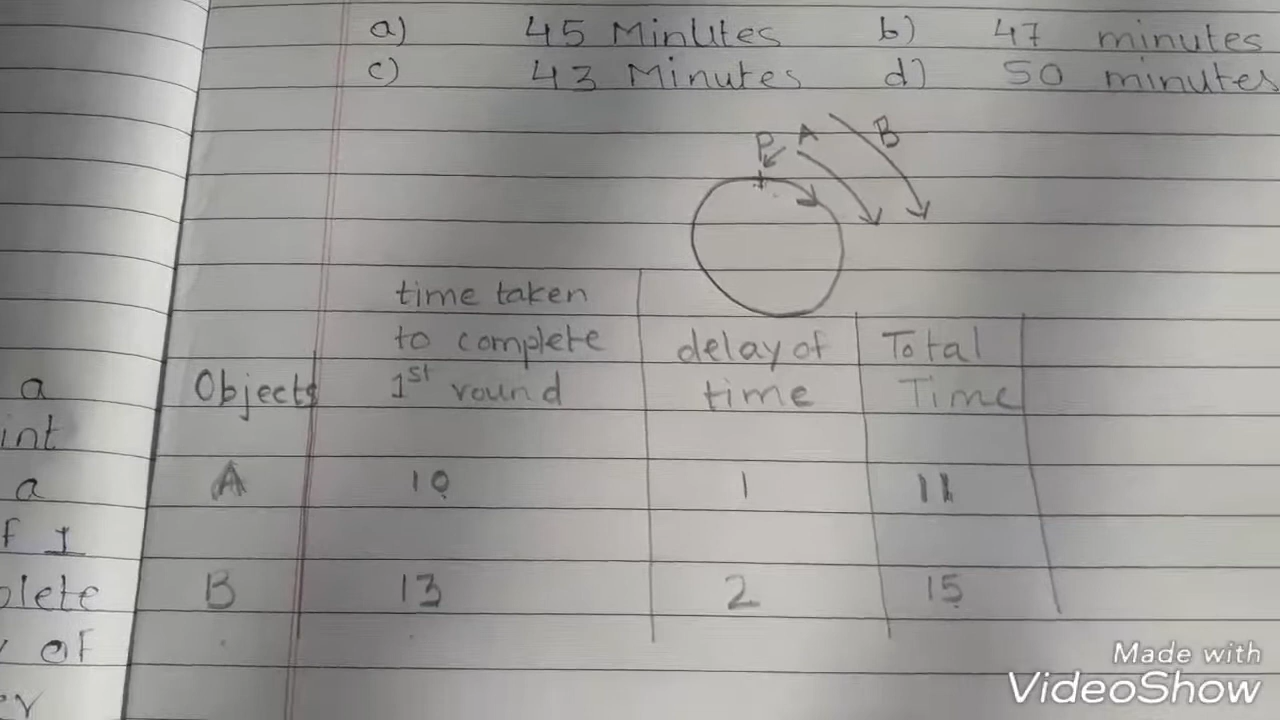 a) 45 Minutes b) 47 minutes
c) 43 Minutes d) 50 minutes
P A B
time taken
to complete
delay of Total
Objects 1st round time Time
A 10 1 11
B 13 2 15
a
int
a
f 1
plete
of
Made with
VideoShow